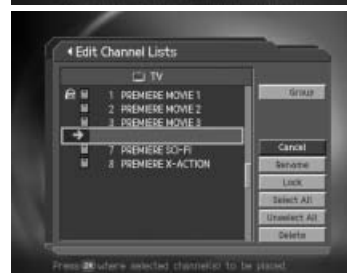 Edit Channel Lists
TV
Group
1 PREMIERE MOVIE 1
2 PREMIERE MOVIE 2
3 PREMIERE MOVIE 3
7 PREMIERE SCI-FI
8 PREMIERE X-ACTION
Cancel
Rename
Lock
Select All
Unselect All
Delete
Press OK where selected channel(s) to be placed.